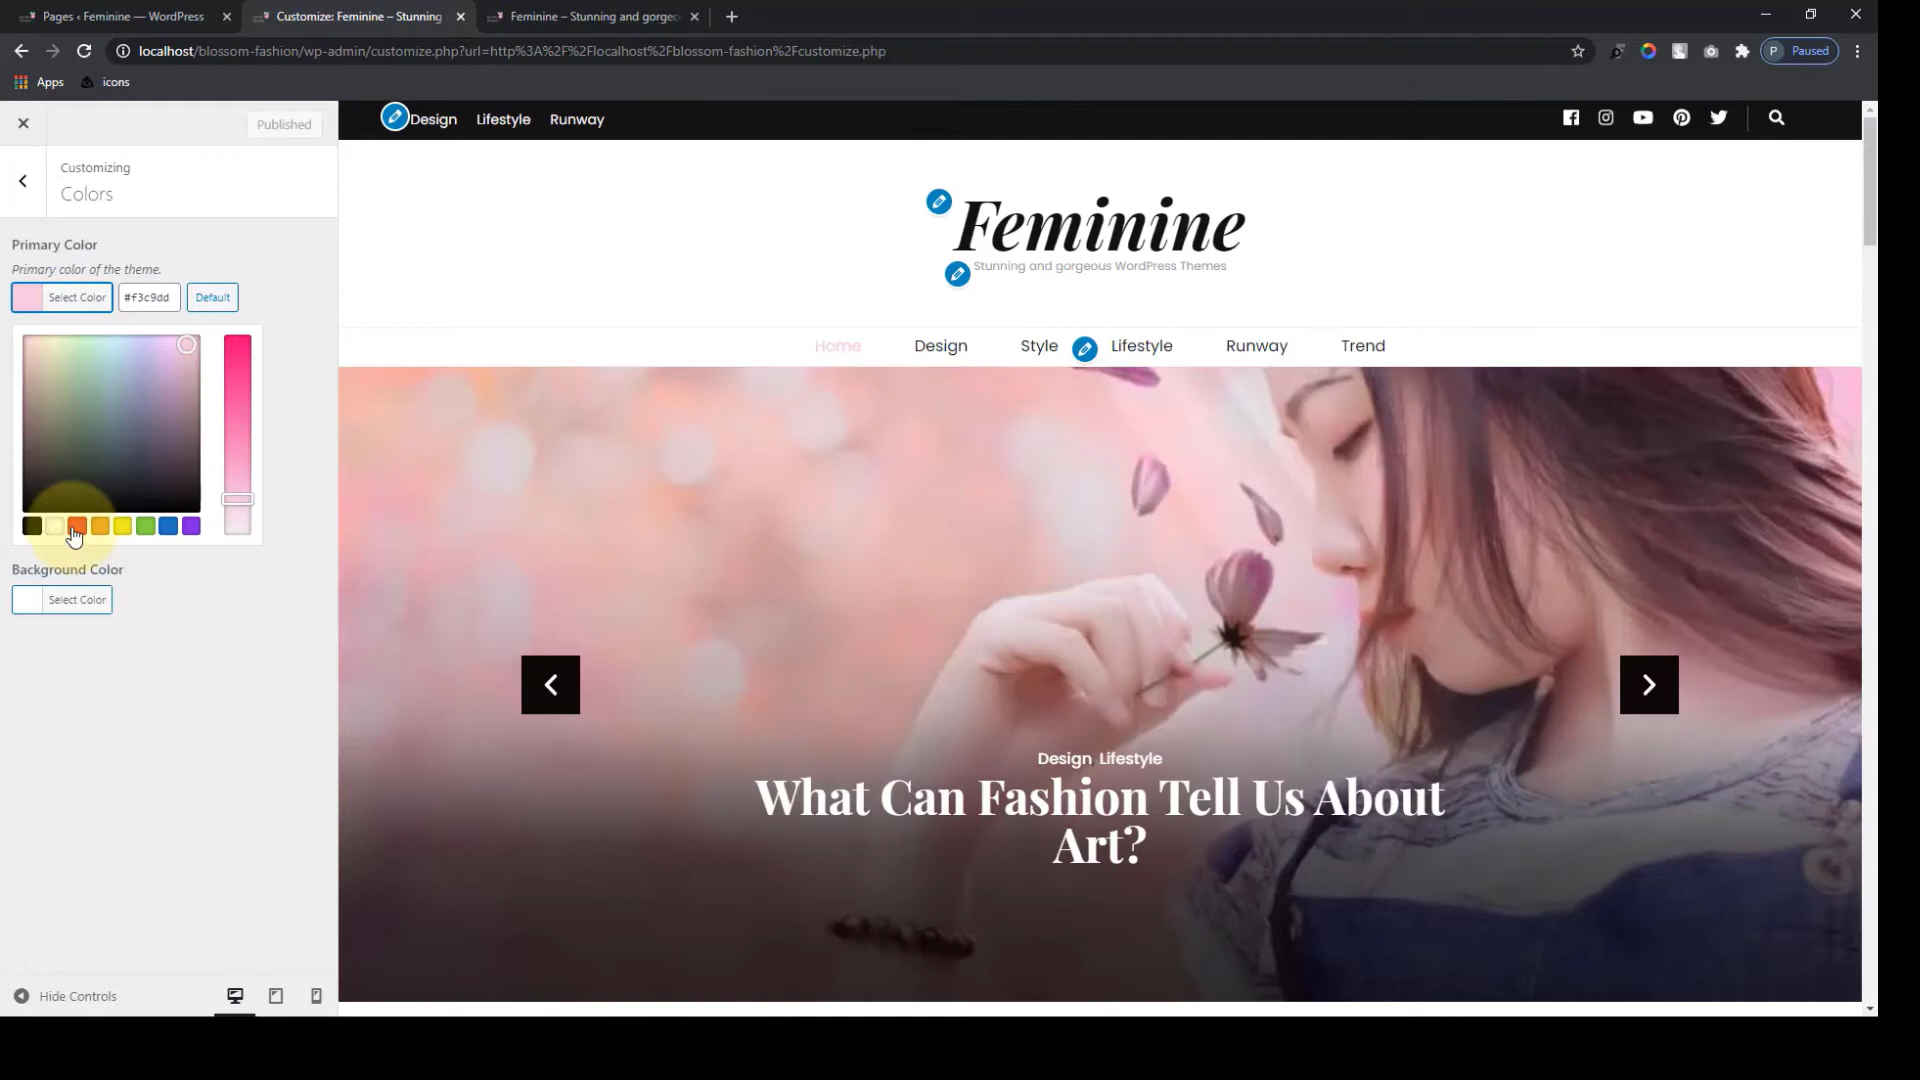 Pages ‹ Feminine — WordPress
Customize: Feminine – Stunning
Feminine – Stunning and gorgeo
localhost/blossom-fashion/wp-admin/customize.php?url=http%3A%2F%2Flocalhost%2Fblossom-fashion%2Fcustomize.php
P Paused
Apps icons
Published
Customizing
Colors
Primary Color
Primary color of the theme.
Select Color #f3c9dd Default
Background Color
Select Color
Hide Controls
Design Lifestyle Runway
Feminine
Stunning and gorgeous WordPress Themes
Home Design Style Lifestyle Runway Trend
Design Lifestyle
What Can Fashion Tell Us About
Art?